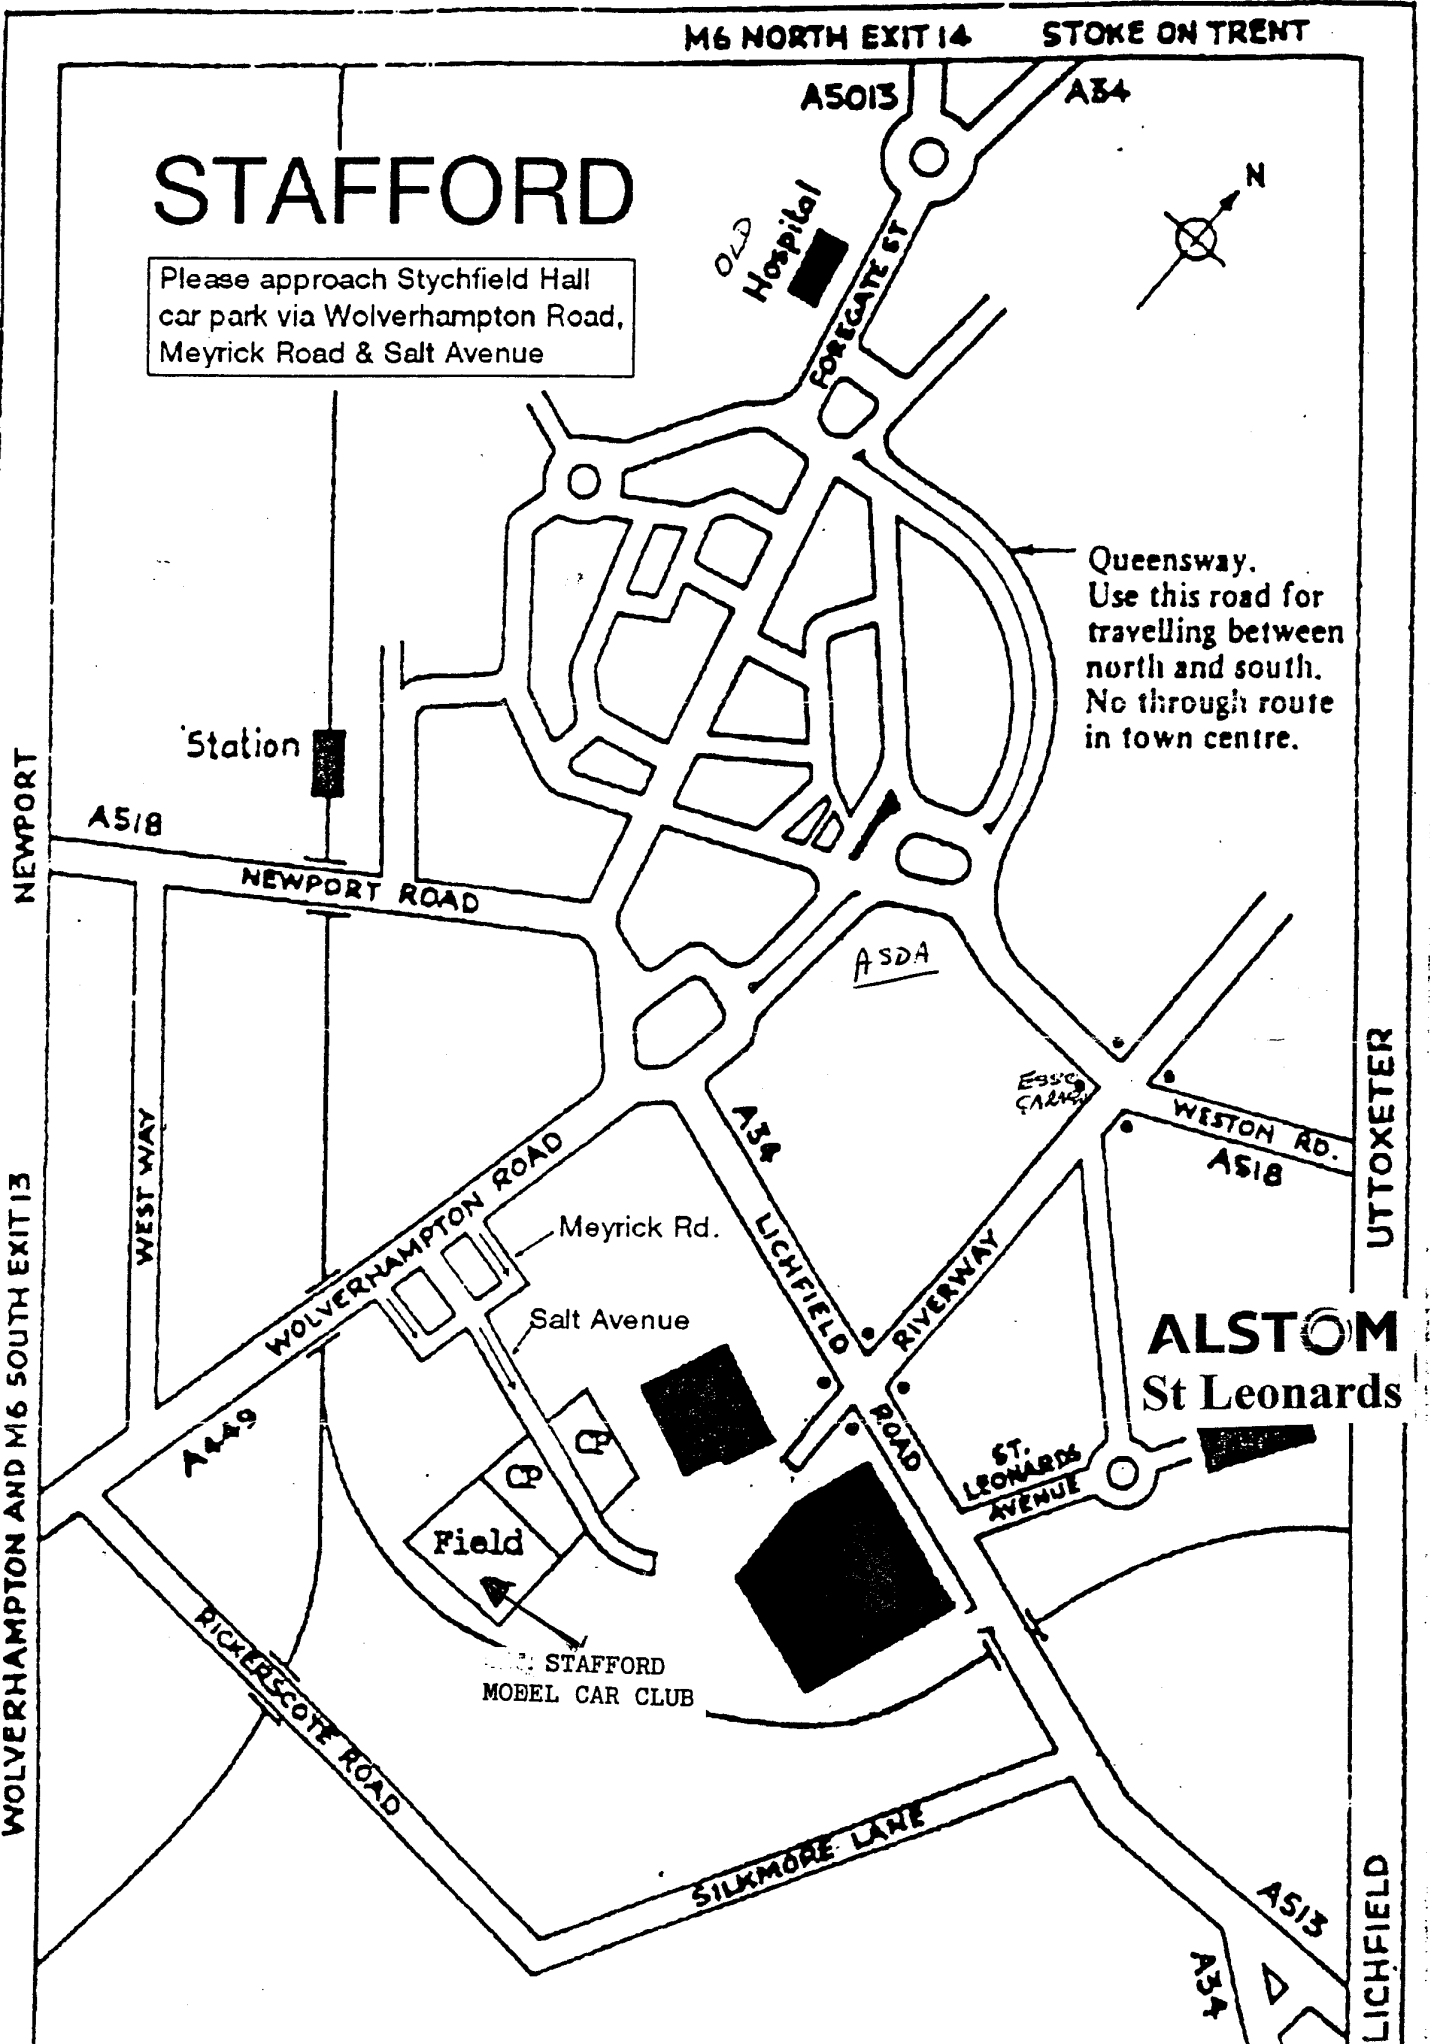 M6 NORTH EXIT 14 STOKE ON TRENT
A5013 A34
STAFFORD
N
Please approach Stychfield Hall
car park via Wolverhampton Road,
Meyrick Road & Salt Avenue
OLD
Hospital
FOREGATE ST
Queensway.
Use this road for
travelling between
north and south.
No through route
in town centre.
Station
NEWPORT
A518
NEWPORT ROAD
ASDA
ESSO
WESTON RD.
A518
UTTOXETER
A34
WEST WAY
WOLVERHAMPTON ROAD
Meyrick Rd.
LICHFIELD
RIVERWAY
Salt Avenue
ALSTOM
St Leonards
WOLVERHAMPTON AND M6 SOUTH EXIT 13
A449
ROAD
CP
CP
ST.
LEONARDS
AVENUE
Field
STAFFORD
MODEL CAR CLUB
RICKERSCOTE ROAD
SILKMORE LANE
A513
A34
LICHFIELD